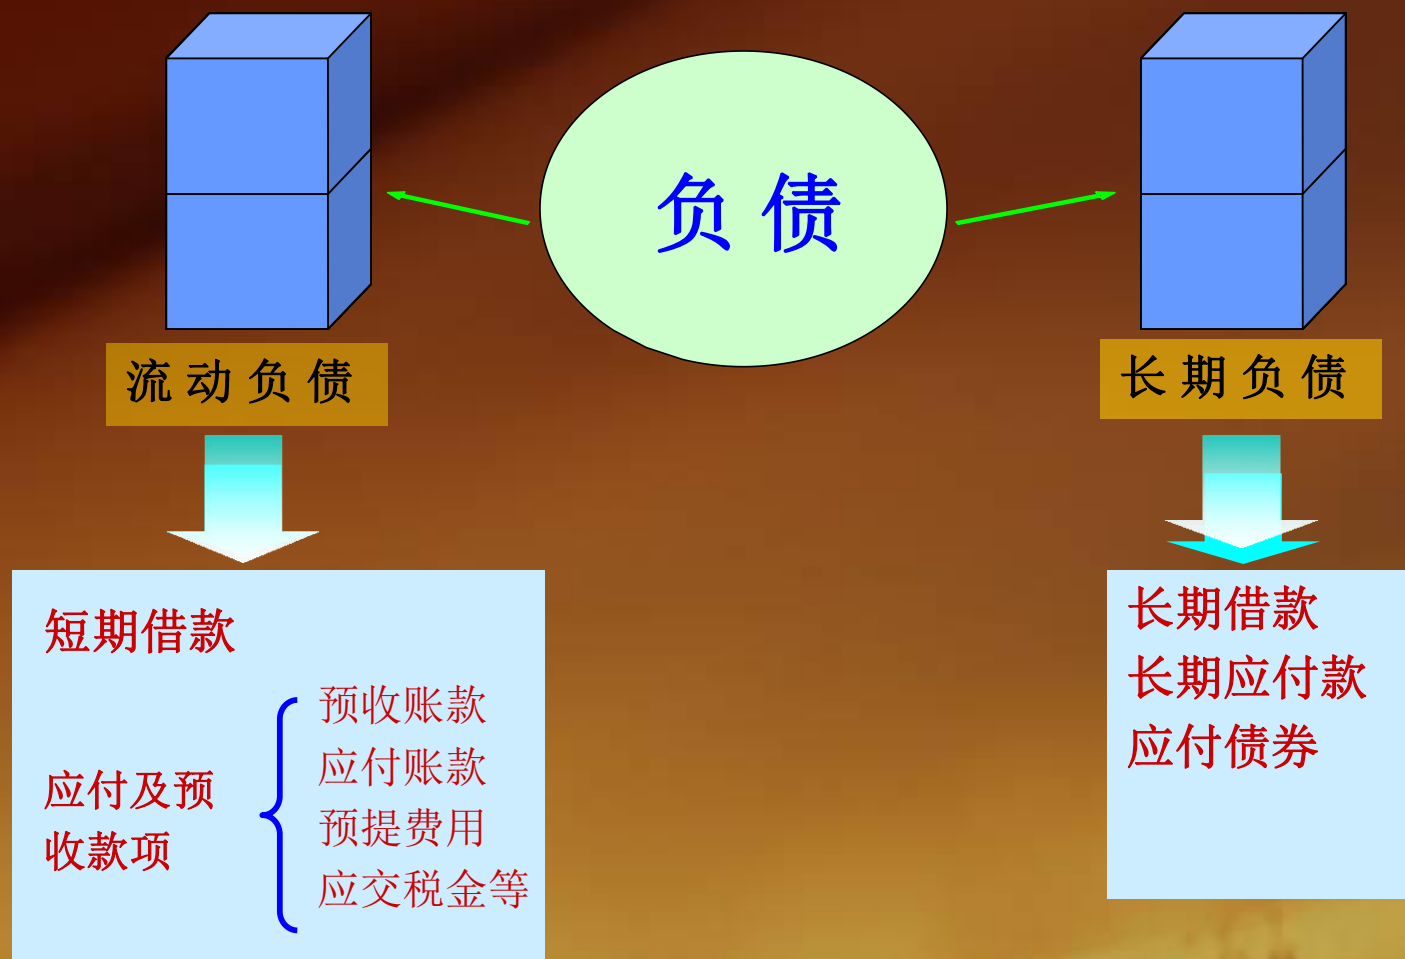 负债
流动负债
长期负债
短期借款
应付及预
收款项
预收账款
应付账款
预提费用
应交税金等
长期借款
长期应付款
应付债券